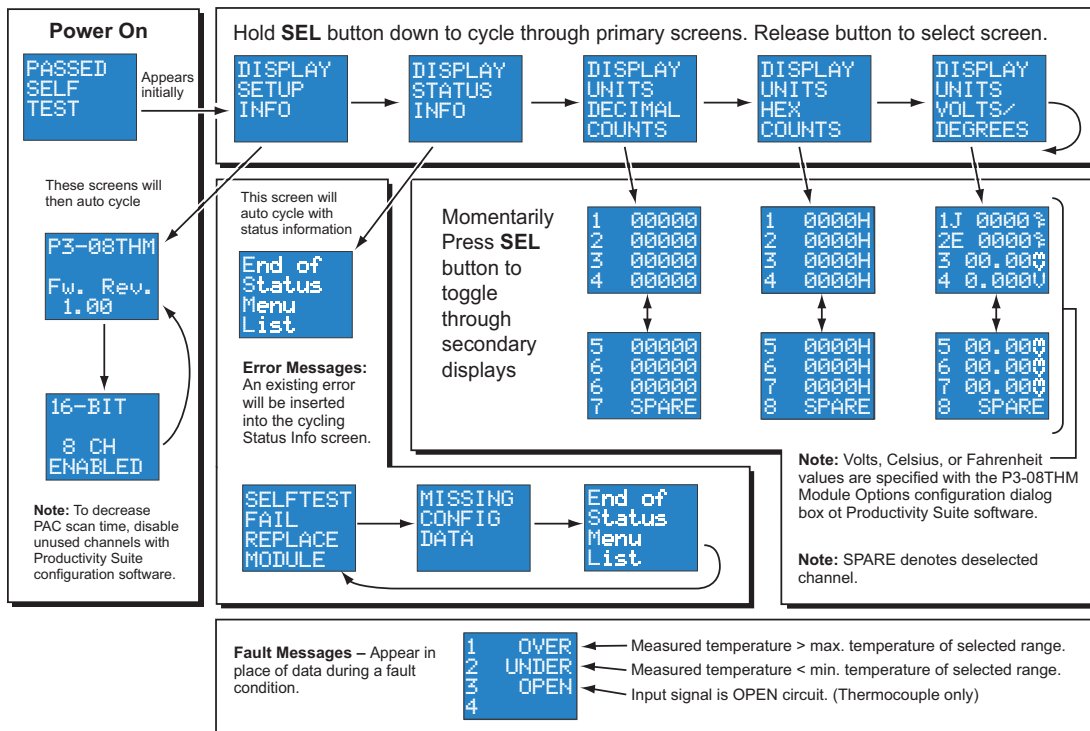 Power On
PASSED
SELF
TEST
Appears
initially
These screens will
then auto cycle
P3-08THM
Fw. Rev.
1.00
16-BIT
8 CH
ENABLED
Note: To decrease
PAC scan time, disable
unused channels with
Productivity Suite
configuration software.
Hold SEL button down to cycle through primary screens. Release button to select screen.
DISPLAY
SETUP
INFO
DISPLAY
STATUS
INFO
DISPLAY
UNITS
DECIMAL
COUNTS
DISPLAY
UNITS
HEX
COUNTS
DISPLAY
UNITS
VOLTS/
DEGREES
This screen will
auto cycle with
status information
End of
Status
Menu
List
Error Messages:
An existing error
will be inserted
into the cycling
Status Info screen.
SELFTEST
FAIL
REPLACE
MODULE
MISSING
CONFIG
DATA
End of
Status
Menu
List
Momentarily
Press SEL
button to
toggle
through
secondary
displays
1 00000
2 00000
3 00000
4 00000
5 00000
6 00000
6 00000
7 SPARE
1 0000H
2 0000H
3 0000H
4 0000H
5 0000H
6 0000H
7 0000H
8 SPARE
1J 0000°F
2E 0000°F
3 00.00mV
4 0.000V
5 00.00mV
6 00.00mV
7 00.00mV
8 SPARE
Note: Volts, Celsius, or Fahrenheit
values are specified with the P3-08THM
Module Options configuration dialog
box ot Productivity Suite software.
Note: SPARE denotes deselected
channel.
Fault Messages – Appear in
place of data during a fault
condition.
1 OVER
2 UNDER
3 OPEN
4
Measured temperature > max. temperature of selected range.
Measured temperature < min. temperature of selected range.
Input signal is OPEN circuit. (Thermocouple only)